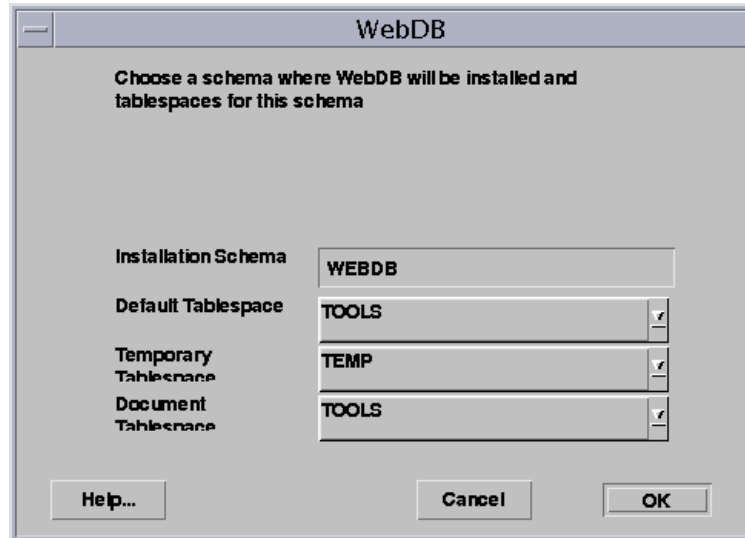 WebDB
Choose a schema where WebDB will be installed and
tablespaces for this schema
Installation Schema
WEBDB
Default Tablespace
TOOLS
Temporary
Tablespace
TEMP
Document
Tablespace
TOOLS
Help...
Cancel
OK